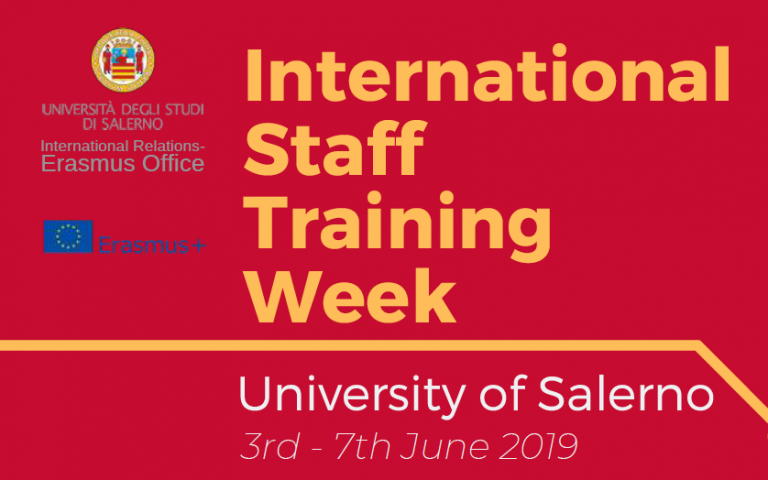 UNIVERSITÀ DEGLI STUDI
DI SALERNO
International Relations-
Erasmus Office
Erasmus+
International
Staff
Training
Week
University of Salerno
3rd - 7th June 2019